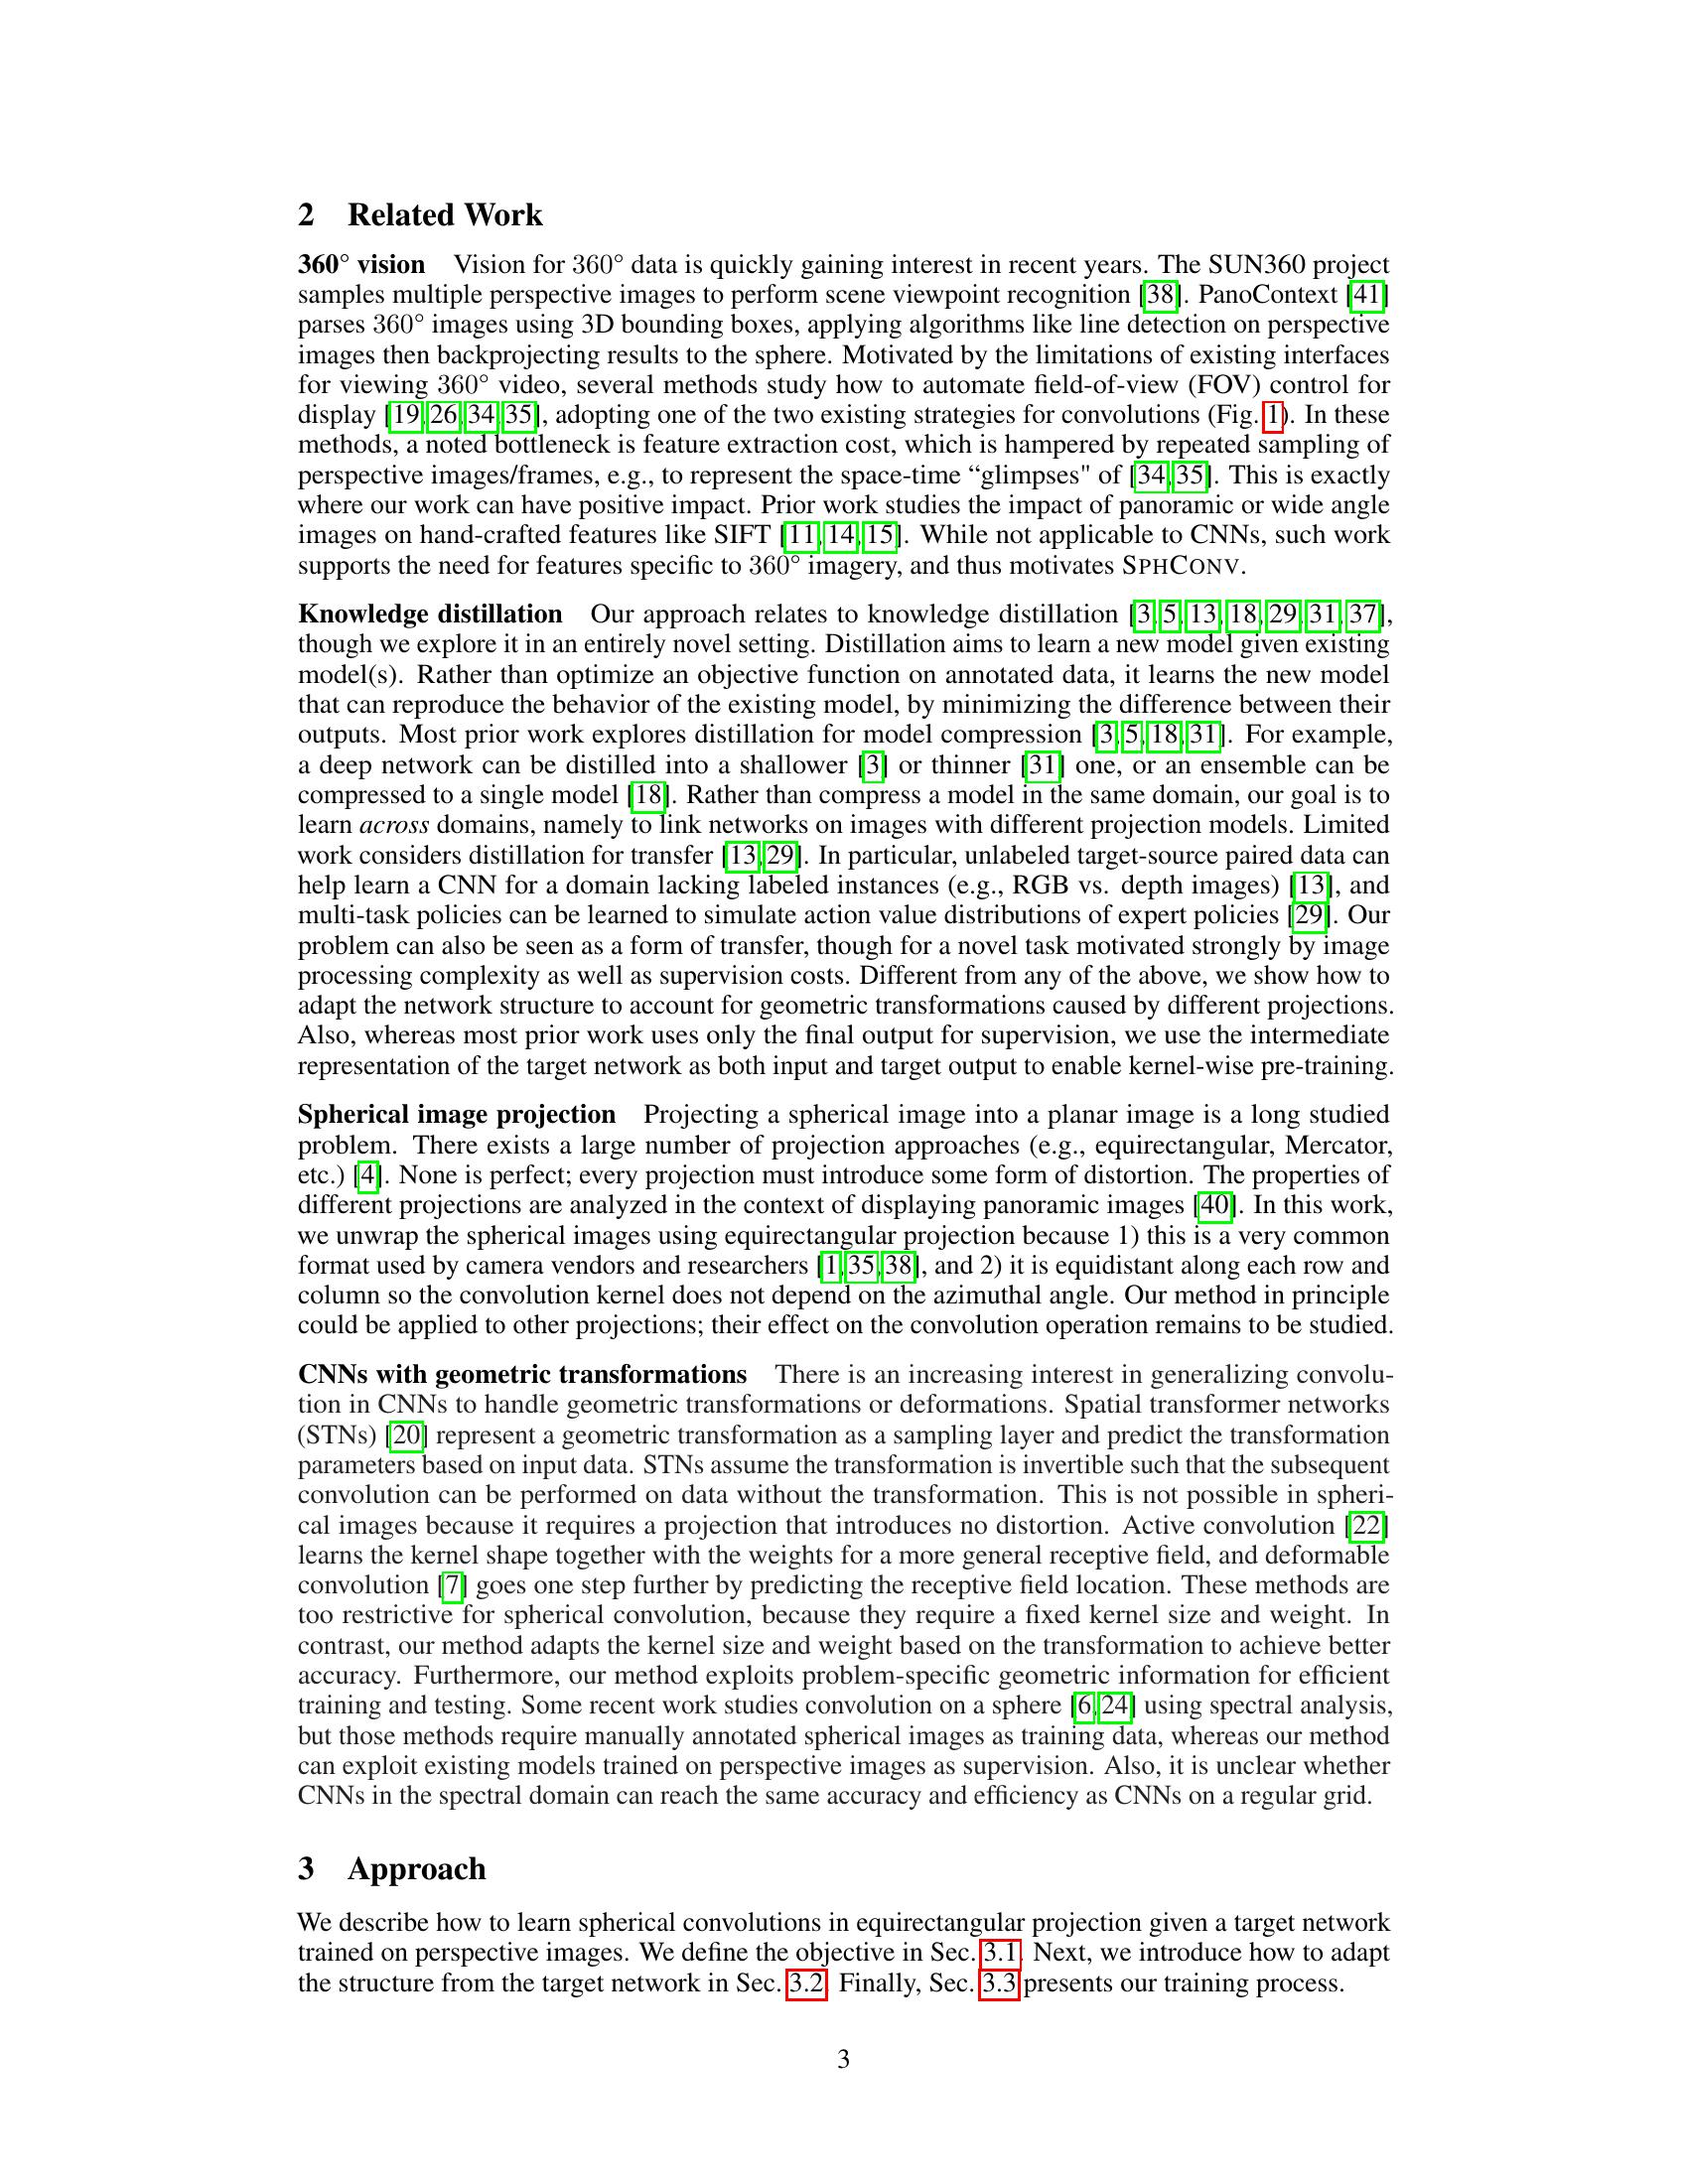 2 Related Work
360° vision Vision for 360° data is quickly gaining interest in recent years. The SUN360 project
samples multiple perspective images to perform scene viewpoint recognition [38]. PanoContext [41]
parses 360° images using 3D bounding boxes, applying algorithms like line detection on perspective
images then backprojecting results to the sphere. Motivated by the limitations of existing interfaces
for viewing 360° video, several methods study how to automate field-of-view (FOV) control for
display [19, 26, 34, 35], adopting one of the two existing strategies for convolutions (Fig. 1). In these
methods, a noted bottleneck is feature extraction cost, which is hampered by repeated sampling of
perspective images/frames, e.g., to represent the space-time “glimpses" of [34, 35]. This is exactly
where our work can have positive impact. Prior work studies the impact of panoramic or wide angle
images on hand-crafted features like SIFT [11, 14, 15]. While not applicable to CNNs, such work
supports the need for features specific to 360° imagery, and thus motivates SPHCONV.
Knowledge distillation Our approach relates to knowledge distillation [3, 5, 13, 18, 29, 31, 37],
though we explore it in an entirely novel setting. Distillation aims to learn a new model given existing
model(s). Rather than optimize an objective function on annotated data, it learns the new model
that can reproduce the behavior of the existing model, by minimizing the difference between their
outputs. Most prior work explores distillation for model compression [3, 5, 18, 31]. For example,
a deep network can be distilled into a shallower [3] or thinner [31] one, or an ensemble can be
compressed to a single model [18]. Rather than compress a model in the same domain, our goal is to
learn across domains, namely to link networks on images with different projection models. Limited
work considers distillation for transfer [13, 29]. In particular, unlabeled target-source paired data can
help learn a CNN for a domain lacking labeled instances (e.g., RGB vs. depth images) [13], and
multi-task policies can be learned to simulate action value distributions of expert policies [29]. Our
problem can also be seen as a form of transfer, though for a novel task motivated strongly by image
processing complexity as well as supervision costs. Different from any of the above, we show how to
adapt the network structure to account for geometric transformations caused by different projections.
Also, whereas most prior work uses only the final output for supervision, we use the intermediate
representation of the target network as both input and target output to enable kernel-wise pre-training.
Spherical image projection Projecting a spherical image into a planar image is a long studied
problem. There exists a large number of projection approaches (e.g., equirectangular, Mercator,
etc.) [4]. None is perfect; every projection must introduce some form of distortion. The properties of
different projections are analyzed in the context of displaying panoramic images [40]. In this work,
we unwrap the spherical images using equirectangular projection because 1) this is a very common
format used by camera vendors and researchers [1, 35, 38], and 2) it is equidistant along each row and
column so the convolution kernel does not depend on the azimuthal angle. Our method in principle
could be applied to other projections; their effect on the convolution operation remains to be studied.
CNNs with geometric transformations There is an increasing interest in generalizing convolu-
tion in CNNs to handle geometric transformations or deformations. Spatial transformer networks
(STNs) [20] represent a geometric transformation as a sampling layer and predict the transformation
parameters based on input data. STNs assume the transformation is invertible such that the subsequent
convolution can be performed on data without the transformation. This is not possible in spheri-
cal images because it requires a projection that introduces no distortion. Active convolution [22]
learns the kernel shape together with the weights for a more general receptive field, and deformable
convolution [7] goes one step further by predicting the receptive field location. These methods are
too restrictive for spherical convolution, because they require a fixed kernel size and weight. In
contrast, our method adapts the kernel size and weight based on the transformation to achieve better
accuracy. Furthermore, our method exploits problem-specific geometric information for efficient
training and testing. Some recent work studies convolution on a sphere [6, 24] using spectral analysis,
but those methods require manually annotated spherical images as training data, whereas our method
can exploit existing models trained on perspective images as supervision. Also, it is unclear whether
CNNs in the spectral domain can reach the same accuracy and efficiency as CNNs on a regular grid.
3 Approach
We describe how to learn spherical convolutions in equirectangular projection given a target network
trained on perspective images. We define the objective in Sec. 3.1. Next, we introduce how to adapt
the structure from the target network in Sec. 3.2. Finally, Sec. 3.3 presents our training process.
3